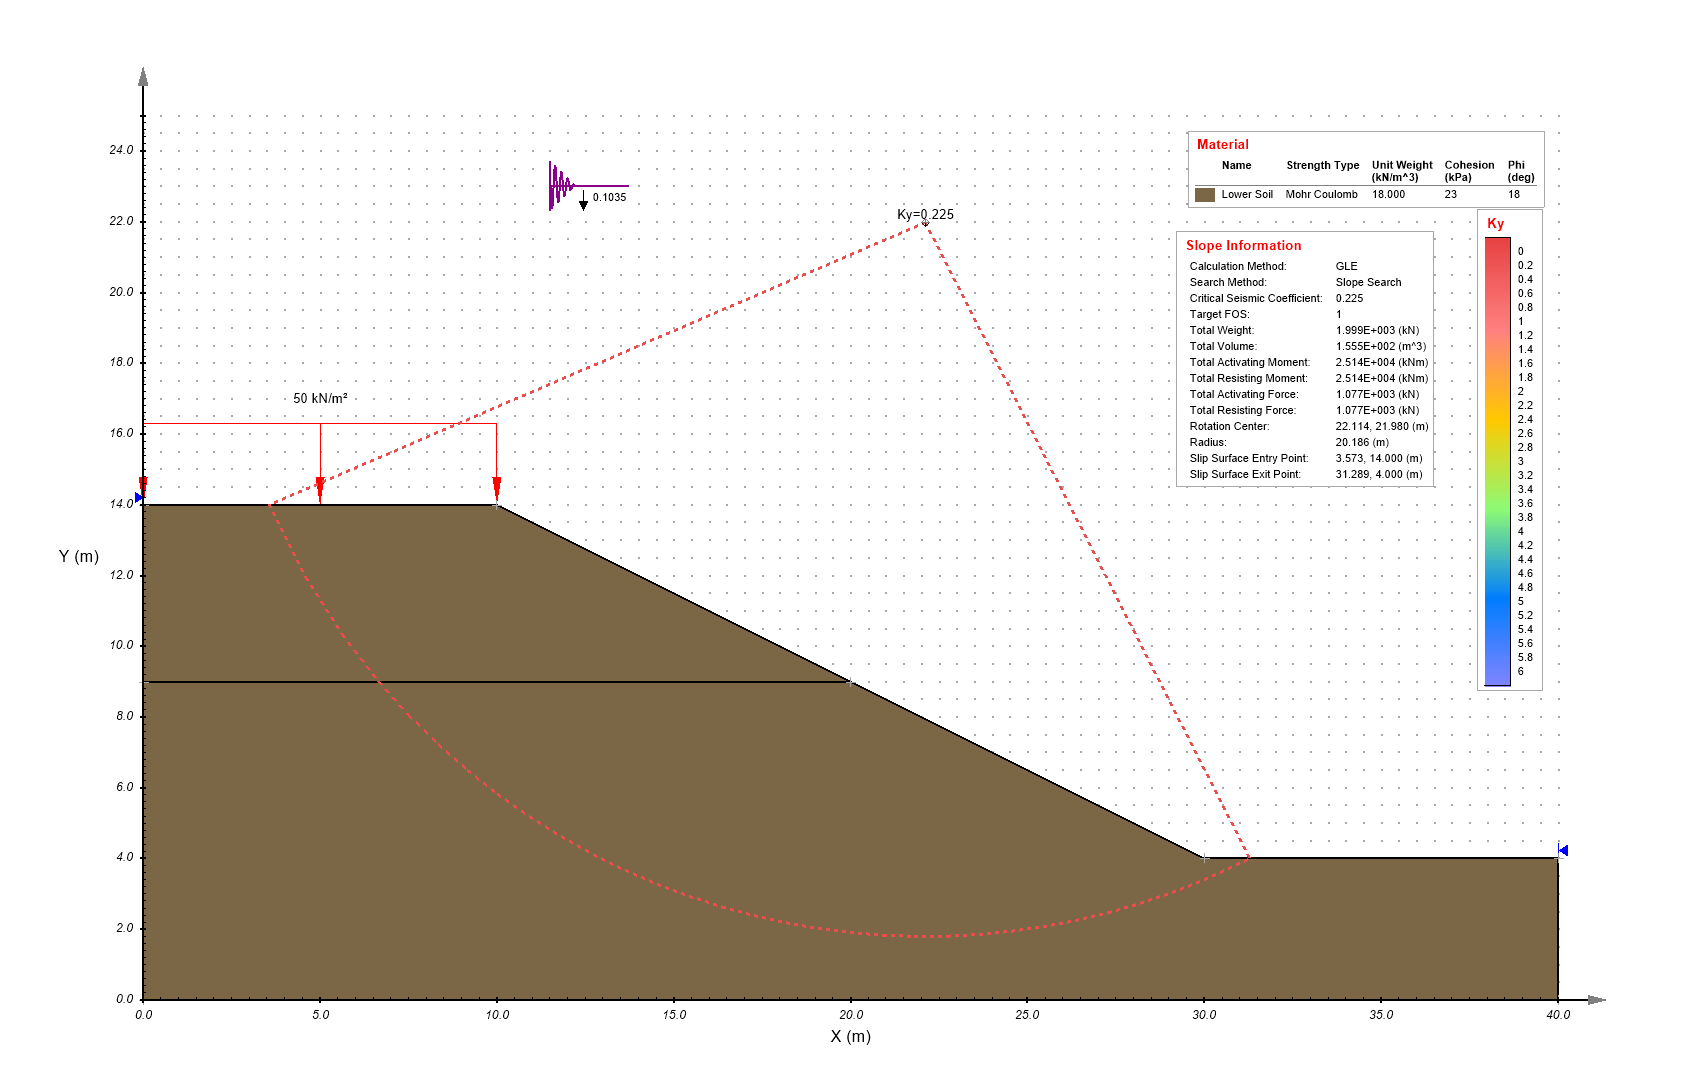 24.0
22.0
20.0
18.0
16.0
14.0
12.0
10.0
8.0
6.0
4.0
2.0
0.0
Y (m)
0.0 5.0 10.0 15.0 20.0 25.0 30.0 35.0 40.0
X (m)
0.1035
Ky=0.225
50 kN/m²
Material
Name Strength Type Unit Weight (kN/m^3) Cohesion (kPa) Phi (deg)
Lower Soil Mohr Coulomb 18.000 23 18
Slope Information
Calculation Method: GLE
Search Method: Slope Search
Critical Seismic Coefficient: 0.225
Target FOS: 1
Total Weight: 1.999E+003 (kN)
Total Volume: 1.555E+002 (m^3)
Total Activating Moment: 2.514E+004 (kNm)
Total Resisting Moment: 2.514E+004 (kNm)
Total Activating Force: 1.077E+003 (kN)
Total Resisting Force: 1.077E+003 (kN)
Rotation Center: 22.114, 21.980 (m)
Radius: 20.186 (m)
Slip Surface Entry Point: 3.573, 14.000 (m)
Slip Surface Exit Point: 31.289, 4.000 (m)
Ky
0
0.2
0.4
0.6
0.8
1
1.2
1.4
1.6
1.8
2
2.2
2.4
2.6
2.8
3
3.2
3.4
3.6
3.8
4
4.2
4.4
4.6
4.8
5
5.2
5.4
5.6
5.8
6